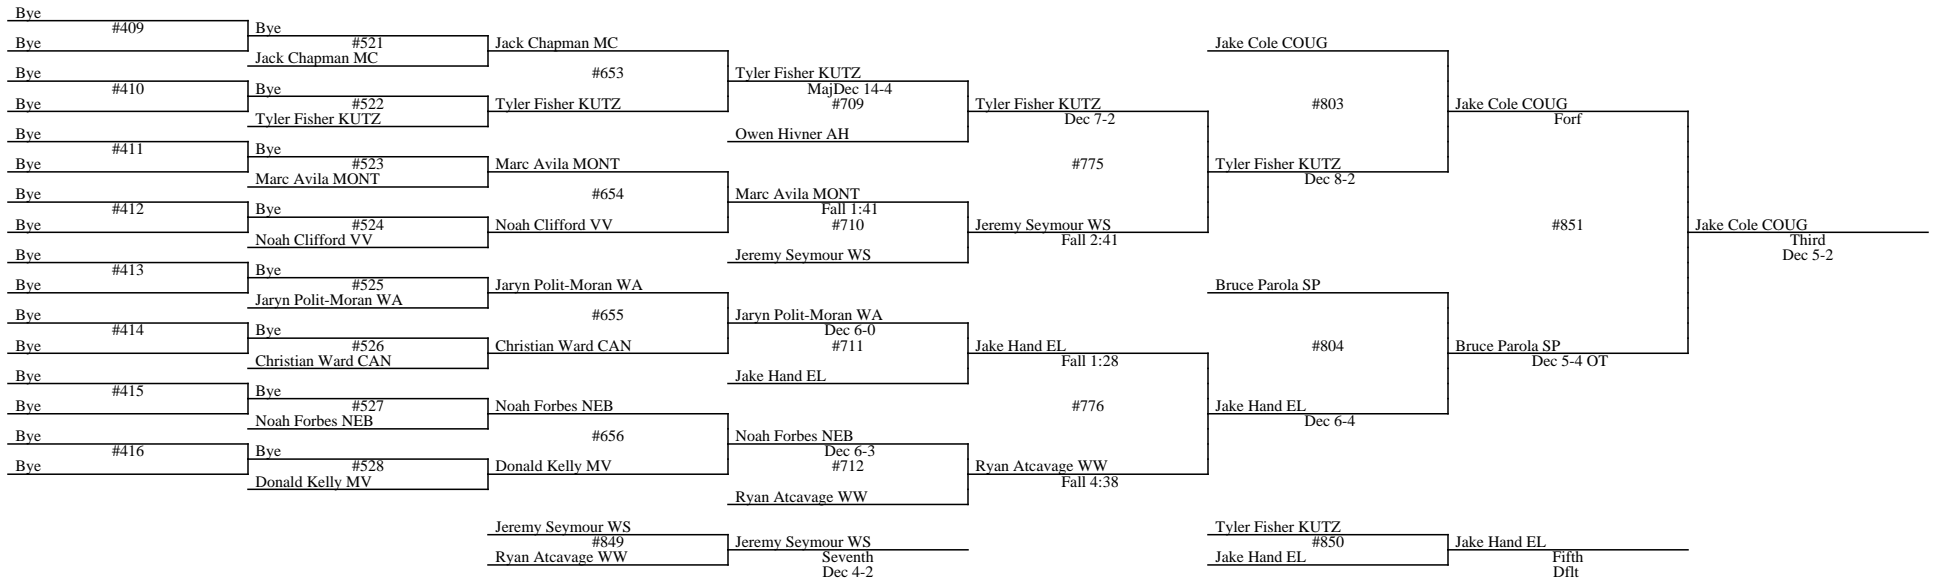 Bye
#409
Bye
Bye
#410
Bye
Bye
#411
Bye
Bye
#412
Bye
Bye
#413
Bye
Bye
#414
Bye
Bye
#415
Bye
Bye
#416
Bye
Bye
#521
Jack Chapman MC
Bye
#522
Tyler Fisher KUTZ
Bye
#523
Marc Avila MONT
Bye
#524
Noah Clifford VV
Bye
#525
Jaryn Polit-Moran WA
Bye
#526
Christian Ward CAN
Bye
#527
Noah Forbes NEB
Bye
#528
Donald Kelly MV
Jack Chapman MC
#653
Tyler Fisher KUTZ
Marc Avila MONT
#654
Noah Clifford VV
Jaryn Polit-Moran WA
#655
Christian Ward CAN
Noah Forbes NEB
#656
Donald Kelly MV
Tyler Fisher KUTZ
MajDec 14-4
#709
Owen Hivner AH
Marc Avila MONT
Fall 1:41
#710
Jeremy Seymour WS
Jaryn Polit-Moran WA
Dec 6-0
#711
Jake Hand EL
Noah Forbes NEB
Dec 6-3
#712
Ryan Atcavage WW
Tyler Fisher KUTZ
Dec 7-2
#775
Jeremy Seymour WS
Fall 2:41
Jake Hand EL
Fall 1:28
#776
Ryan Atcavage WW
Fall 4:38
Jake Cole COUG
#803
Tyler Fisher KUTZ
Dec 8-2
Bruce Parola SP
#804
Jake Hand EL
Dec 6-4
Jake Cole COUG
Forf
#851
Bruce Parola SP
Dec 5-4 OT
Jake Cole COUG
Third
Dec 5-2
Jeremy Seymour WS
#849
Ryan Atcavage WW
Jeremy Seymour WS
Seventh
Dec 4-2
Tyler Fisher KUTZ
#850
Jake Hand EL
Jake Hand EL
Fifth
Dflt